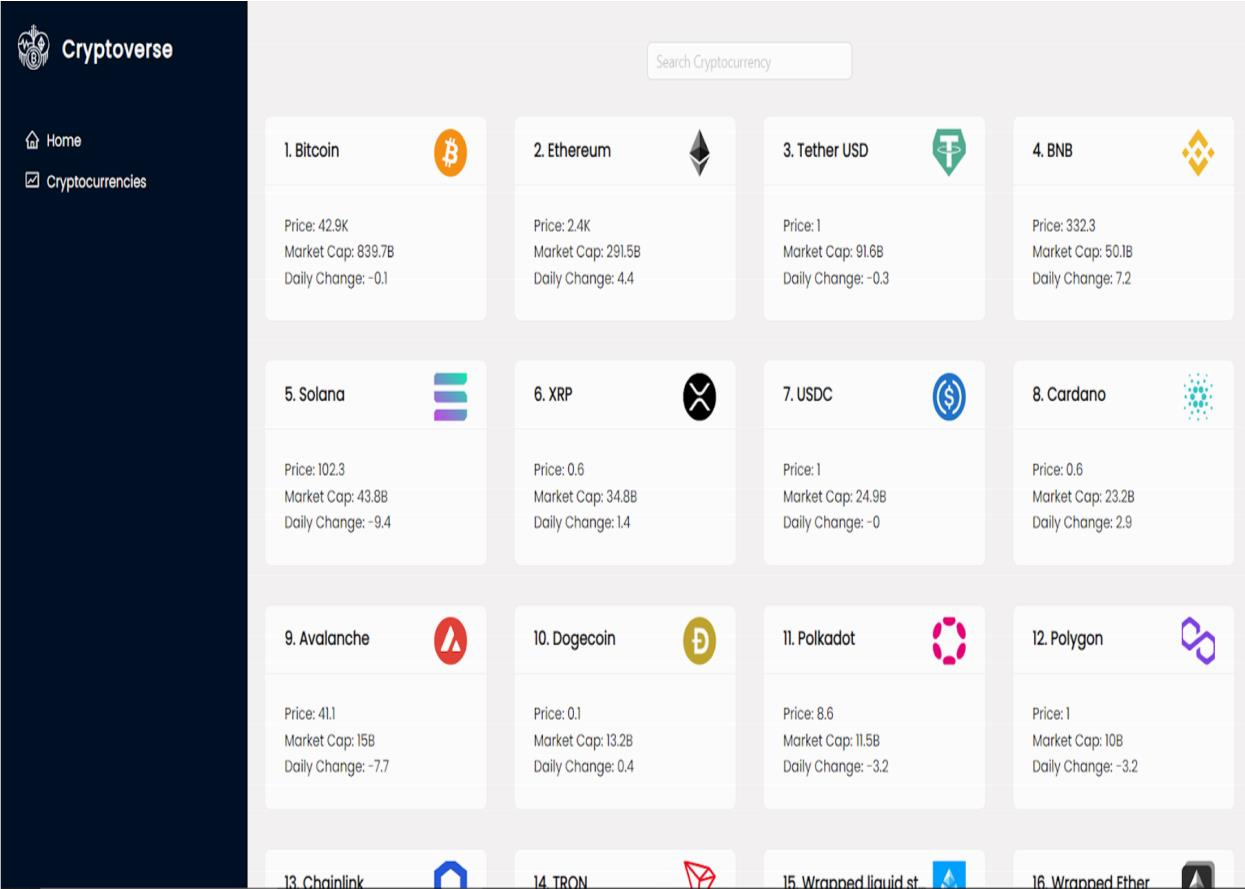 Cryptoverse
Home
Cryptocurrencies
Search Cryptocurrency
1. Bitcoin
Price: 42.9K
Market Cap: 839.7B
Daily Change: -0.1
2. Ethereum
Price: 2.4K
Market Cap: 291.5B
Daily Change: 4.4
3. Tether USD
Price: 1
Market Cap: 91.6B
Daily Change: -0.3
4. BNB
Price: 332.3
Market Cap: 50.1B
Daily Change: 7.2
5. Solana
Price: 102.3
Market Cap: 43.8B
Daily Change: -9.4
6. XRP
Price: 0.6
Market Cap: 34.8B
Daily Change: 1.4
7. USDC
Price: 1
Market Cap: 24.9B
Daily Change: -0
8. Cardano
Price: 0.6
Market Cap: 23.2B
Daily Change: 2.9
9. Avalanche
Price: 41.1
Market Cap: 15B
Daily Change: -7.7
10. Dogecoin
Price: 0.1
Market Cap: 13.2B
Daily Change: 0.4
11. Polkadot
Price: 8.6
Market Cap: 11.5B
Daily Change: -3.2
12. Polygon
Price: 1
Market Cap: 10B
Daily Change: -3.2
13. Chainlink
14. TRON
15. Wrapped liquid st...
16. Wrapped Ether